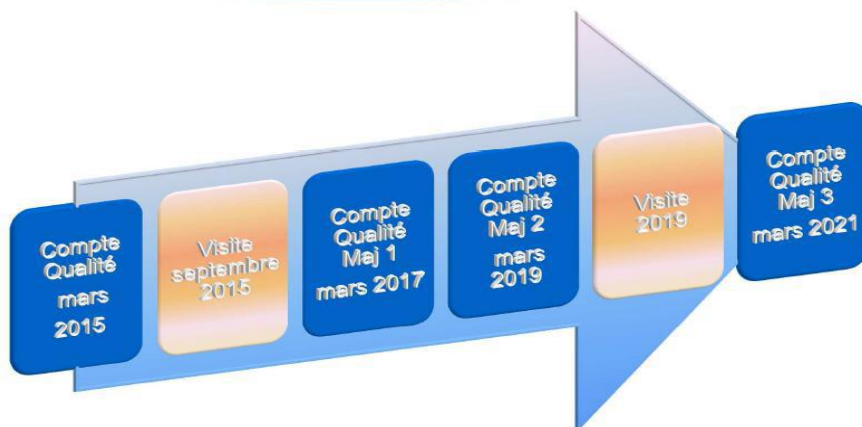 Compte
Qualité
mars
2015
Visite
septembre
2015
Compte
Qualité
Maj 1
mars 2017
Compte
Qualité
Maj 2
mars
2019
Visite
2019
Compte
Qualité
Maj 3
mars 2021